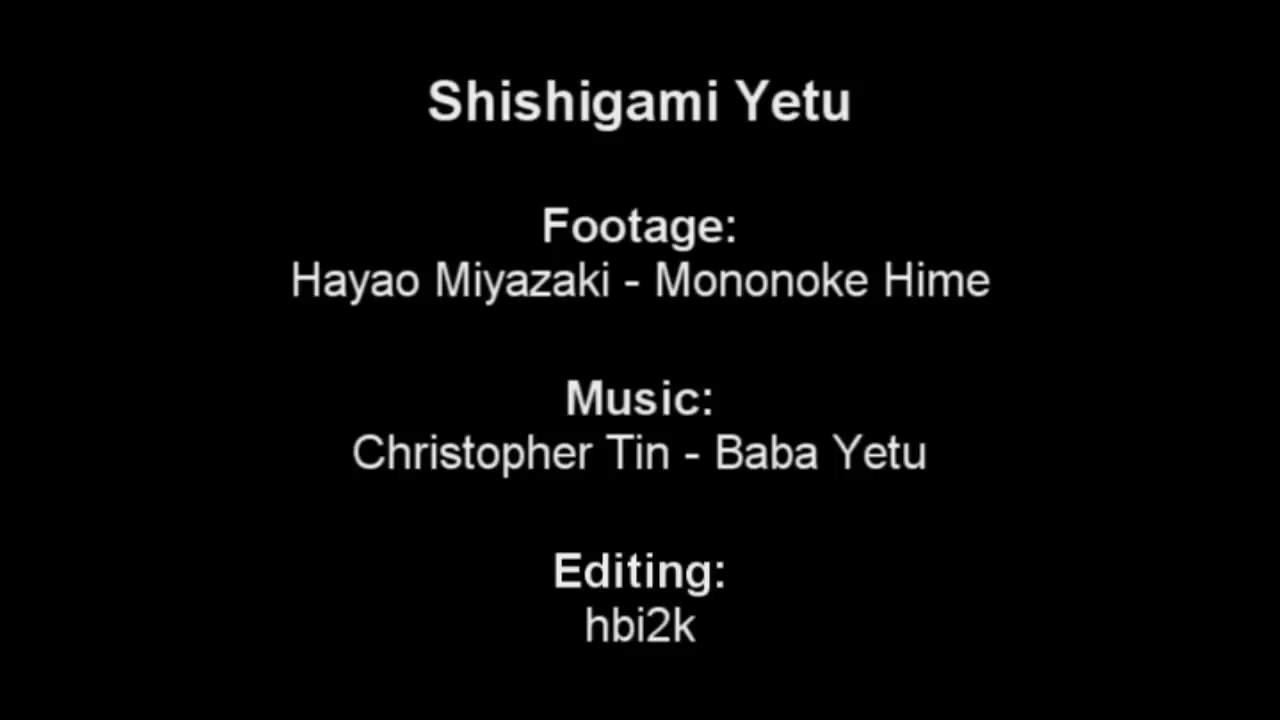 Shishigami Yetu
Footage:
Hayao Miyazaki - Mononoke Hime
Music:
Christopher Tin - Baba Yetu
Editing:
hbi2k